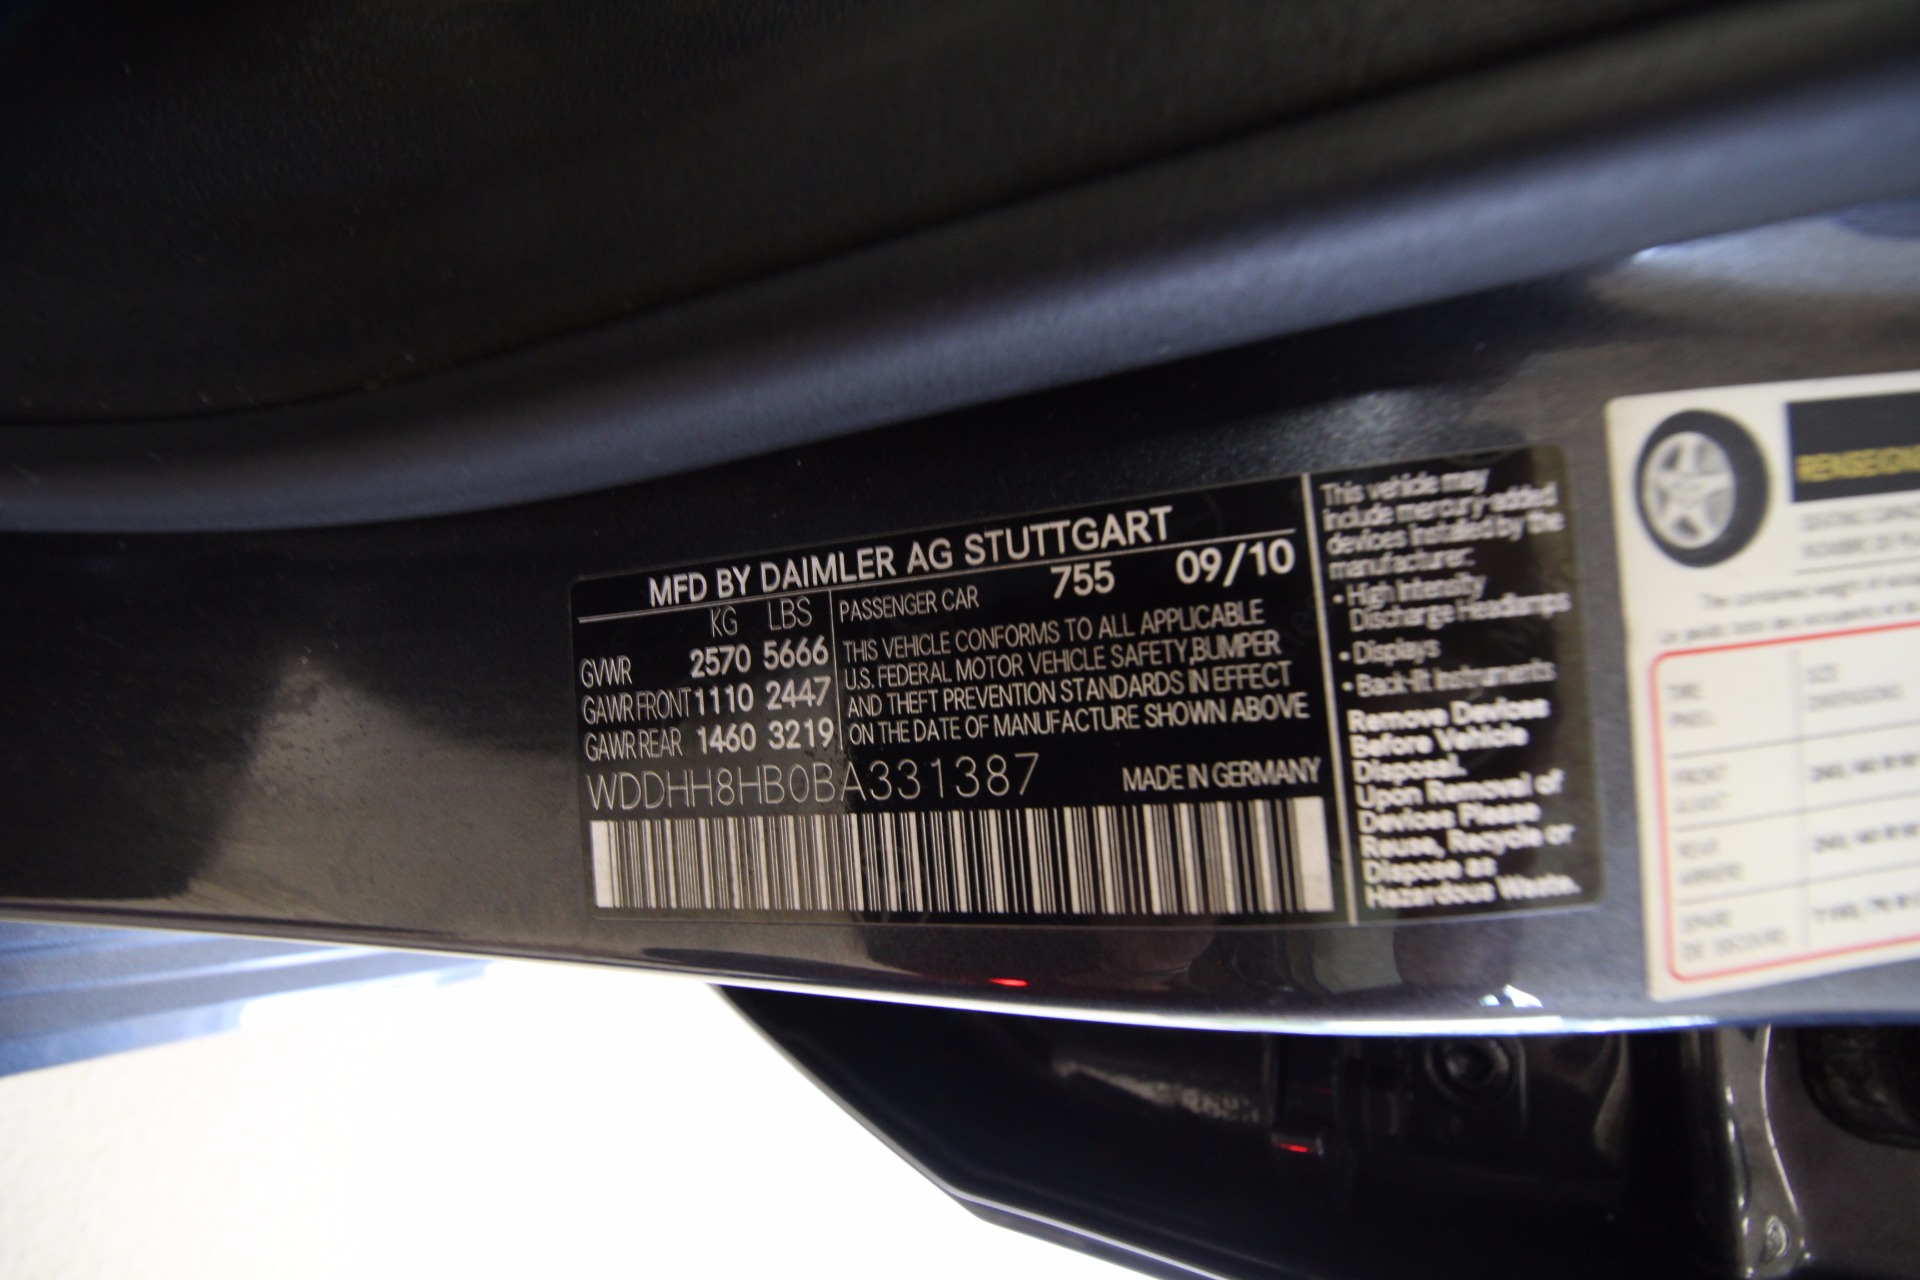 MFD BY DAIMLER AG STUTTGART
KG LBS
GVWR 2570 5666
GAWR FRONT 1110 2447
GAWR REAR 1460 3219
PASSENGER CAR 755 09/10
THIS VEHICLE CONFORMS TO ALL APPLICABLE
U.S. FEDERAL MOTOR VEHICLE SAFETY, BUMPER
AND THEFT PREVENTION STANDARDS IN EFFECT
ON THE DATE OF MANUFACTURE SHOWN ABOVE
WDDHH8HB0BA331387 MADE IN GERMANY
This vehicle may
include mercury-added
devices installed by the
manufacturer:
• High Intensity
Discharge Headlamps
• Displays
• Back-lit Instruments
Remove Devices
Before Vehicle
Disposal.
Upon Removal of
Devices Please
Reuse, Recycle or
Dispose as
Hazardous Waste.